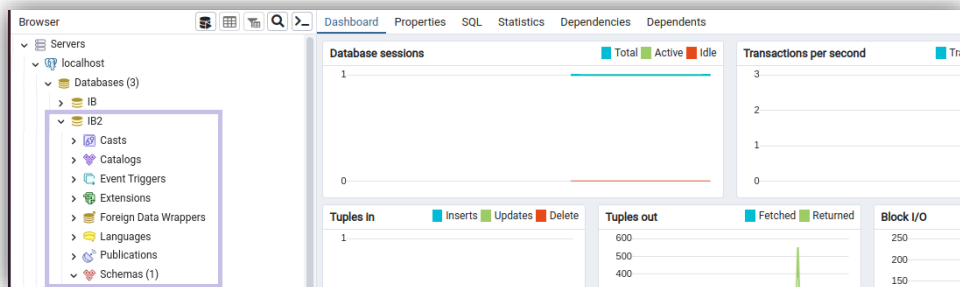 Browser
Dashboard Properties SQL Statistics Dependencies Dependents
Servers
localhost
Databases (3)
IB
IB2
Casts
Catalogs
Event Triggers
Extensions
Foreign Data Wrappers
Languages
Publications
Schemas (1)
Database sessions
Total Active Idle
1
0
Transactions per second
3
2
1
0
Tuples in
Inserts Updates Delete
1
Tuples out
Fetched Returned
600
500
400
Block I/O
250
200
150